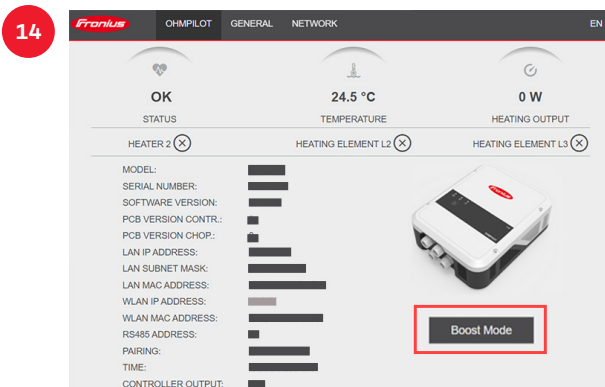 14
Fronius OHMPILOT GENERAL NETWORK EN
OK 24.5 °C 0 W
STATUS TEMPERATURE HEATING OUTPUT
HEATER 2 HEATING ELEMENT L2 HEATING ELEMENT L3
MODEL:
SERIAL NUMBER:
SOFTWARE VERSION:
PCB VERSION CONTR.:
PCB VERSION CHOP.:
LAN IP ADDRESS:
LAN SUBNET MASK:
LAN MAC ADDRESS:
WLAN IP ADDRESS:
WLAN MAC ADDRESS:
RS485 ADDRESS:
PAIRING:
TIME:
CONTROLLER OUTPUT:
Fronius
Boost Mode